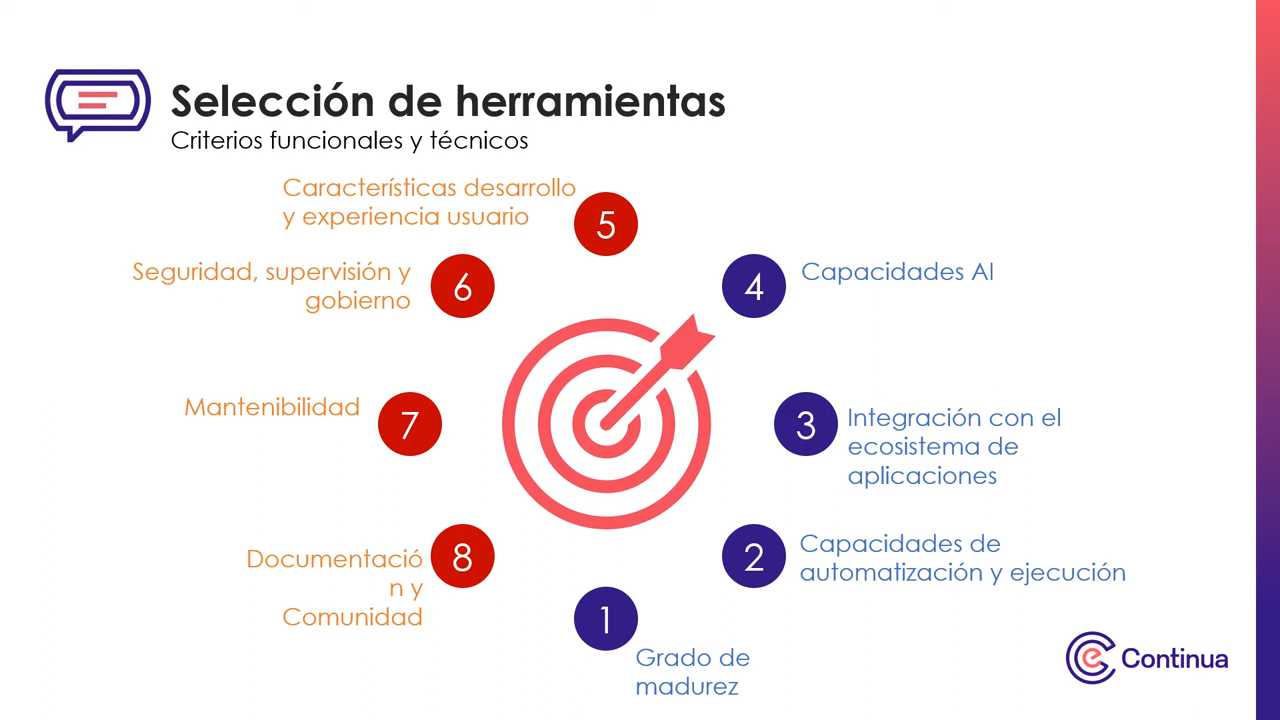 Selección de herramientas
Criterios funcionales y técnicos
Características desarrollo
y experiencia usuario
5
Seguridad, supervisión y
gobierno
6
4
Capacidades AI
Mantenibilidad
7
3
Integración con el
ecosistema de
aplicaciones
Documentació
n y
Comunidad
8
2
Capacidades de
automatización y ejecución
1
Grado de
madurez
e Continua